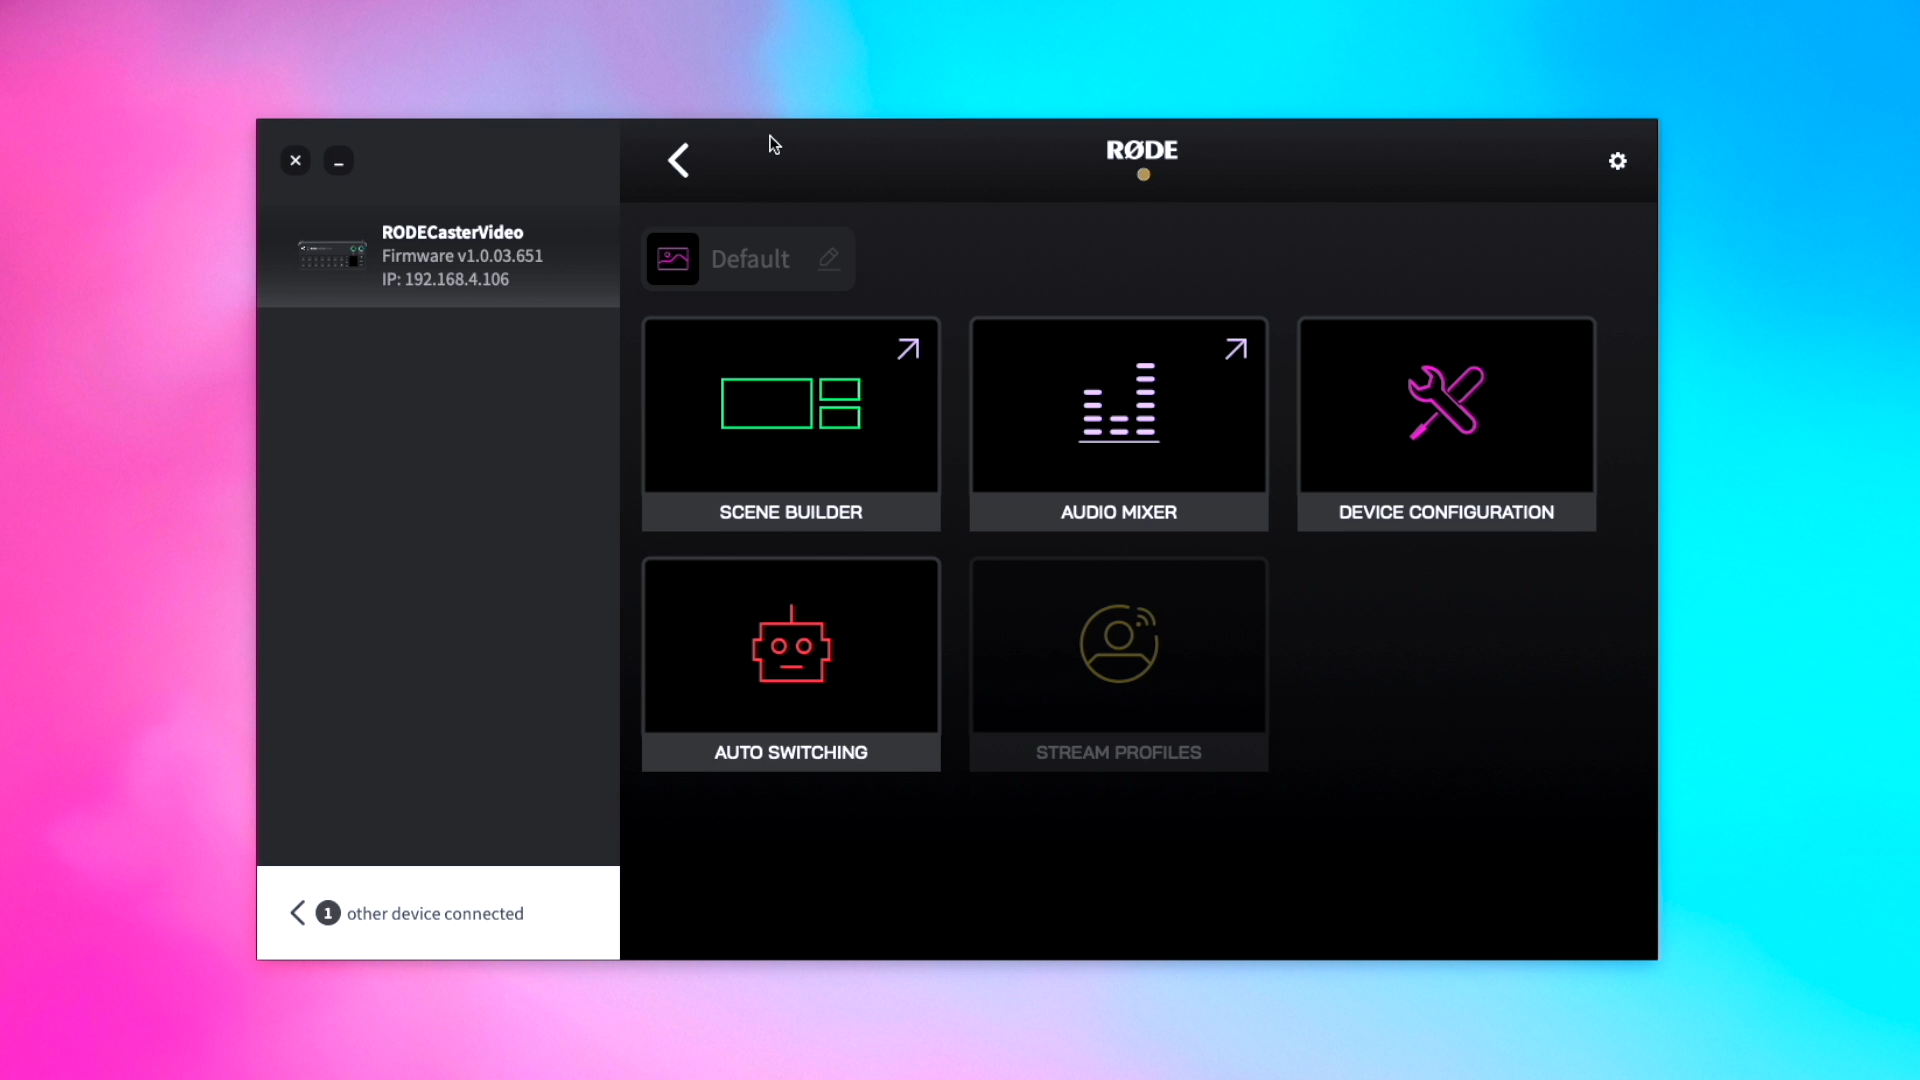 RØDE
RODECasterVideo
Firmware v1.0.03.651
IP: 192.168.4.106
Default
SCENE BUILDER
AUDIO MIXER
DEVICE CONFIGURATION
AUTO SWITCHING
STREAM PROFILES
1 other device connected